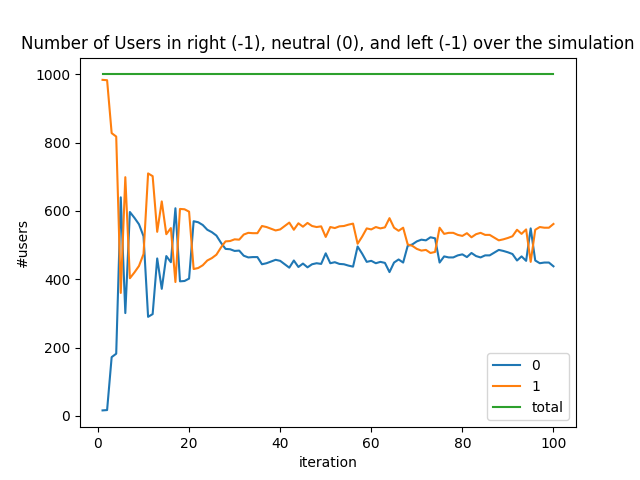 Number of Users in right (-1), neutral (0), and left (-1) over the simulation
1000
800
600
400
200
0
#users
0 20 40 60 80 100
iteration
0
1
total